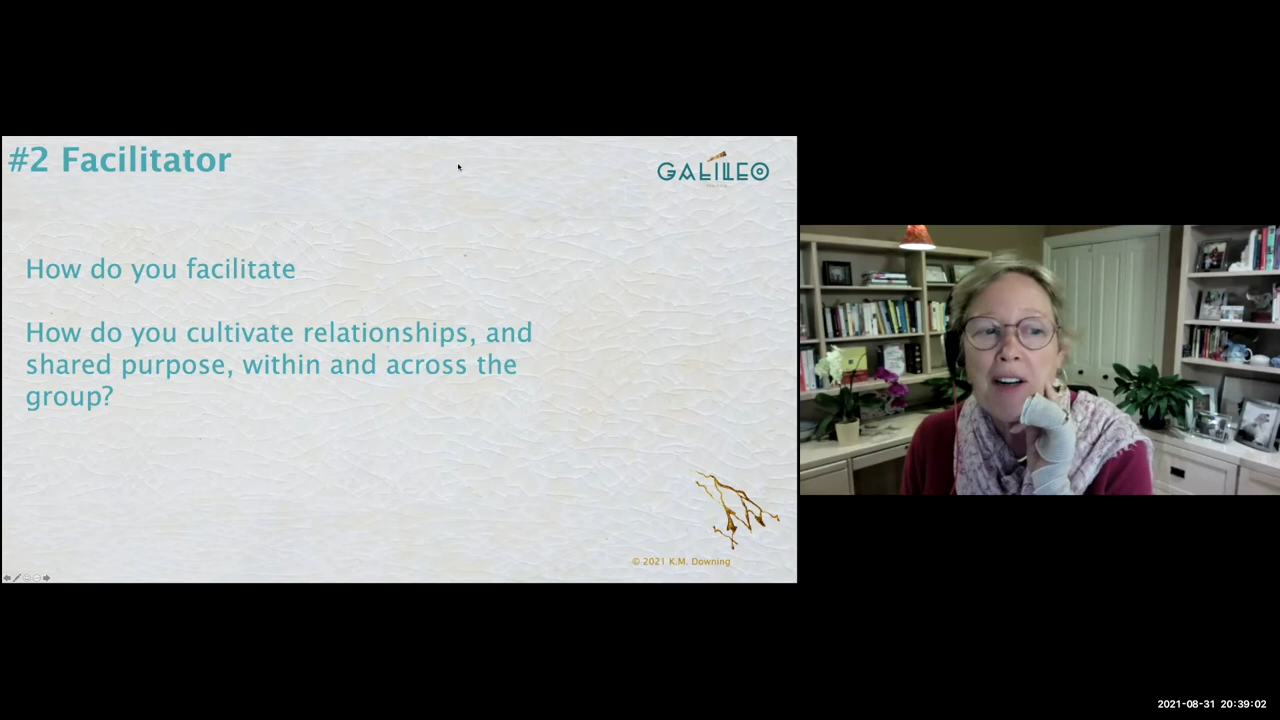 #2 Facilitator
GALILEO
How do you facilitate
How do you cultivate relationships, and
shared purpose, within and across the
group?
© 2021 K.M. Downing
2021-08-31 20:39:02